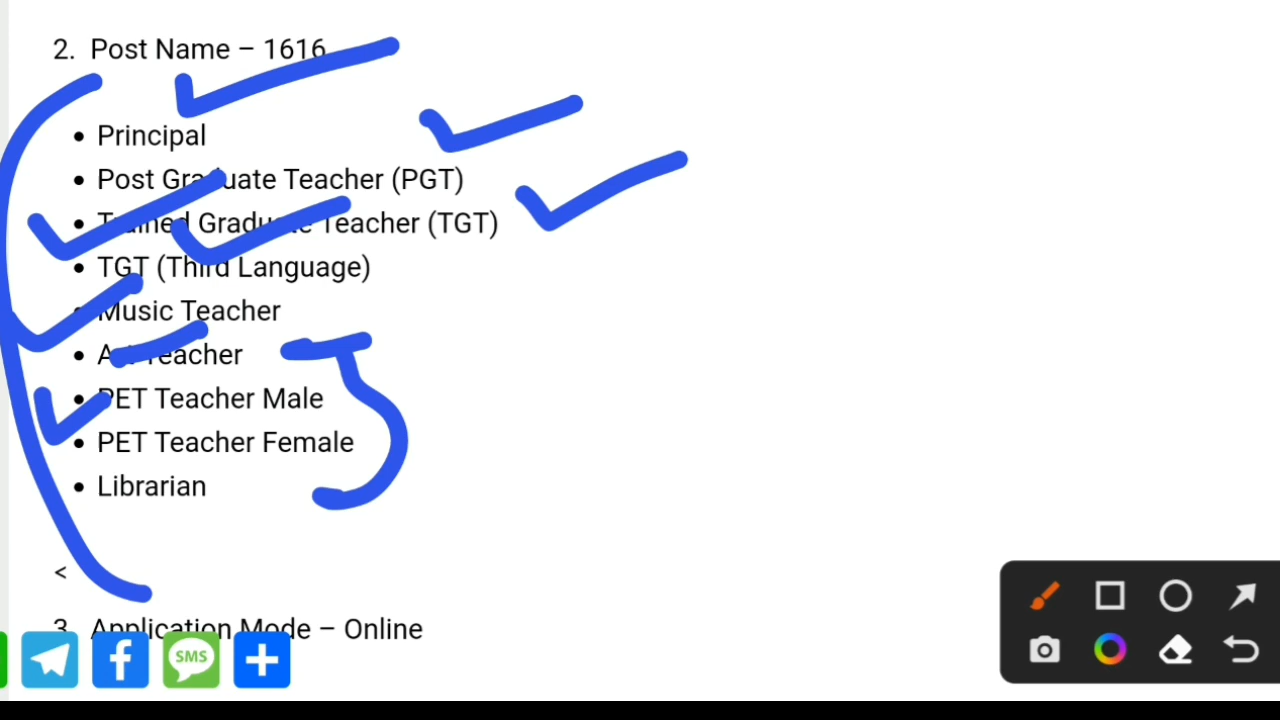 2. Post Name – 1616
• Principal
• Post Graduate Teacher (PGT)
• Trained Graduate Teacher (TGT)
• TGT (Third Language)
• Music Teacher
• Art Teacher
• PET Teacher Male
• PET Teacher Female
• Librarian
<
3. Application Mode – Online
SMS